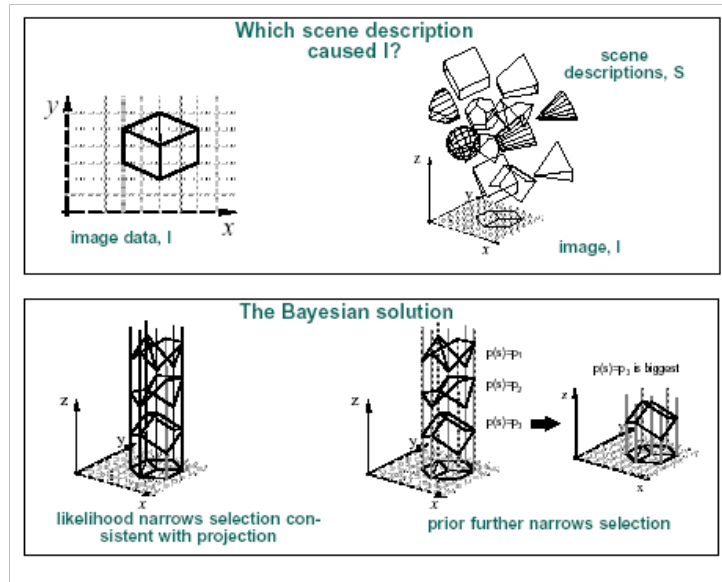 Which scene description
caused I?
scene
descriptions, S
y
x
image data, I
z
y
x
image, I
The Bayesian solution
z
y
x
likelihood narrows selection con-
sistent with projection
p(s)=p₁
p(s)=p₂
p(s)=p₃
z
y
x
p(s)=p₃ is biggest
z
y
x
prior further narrows selection